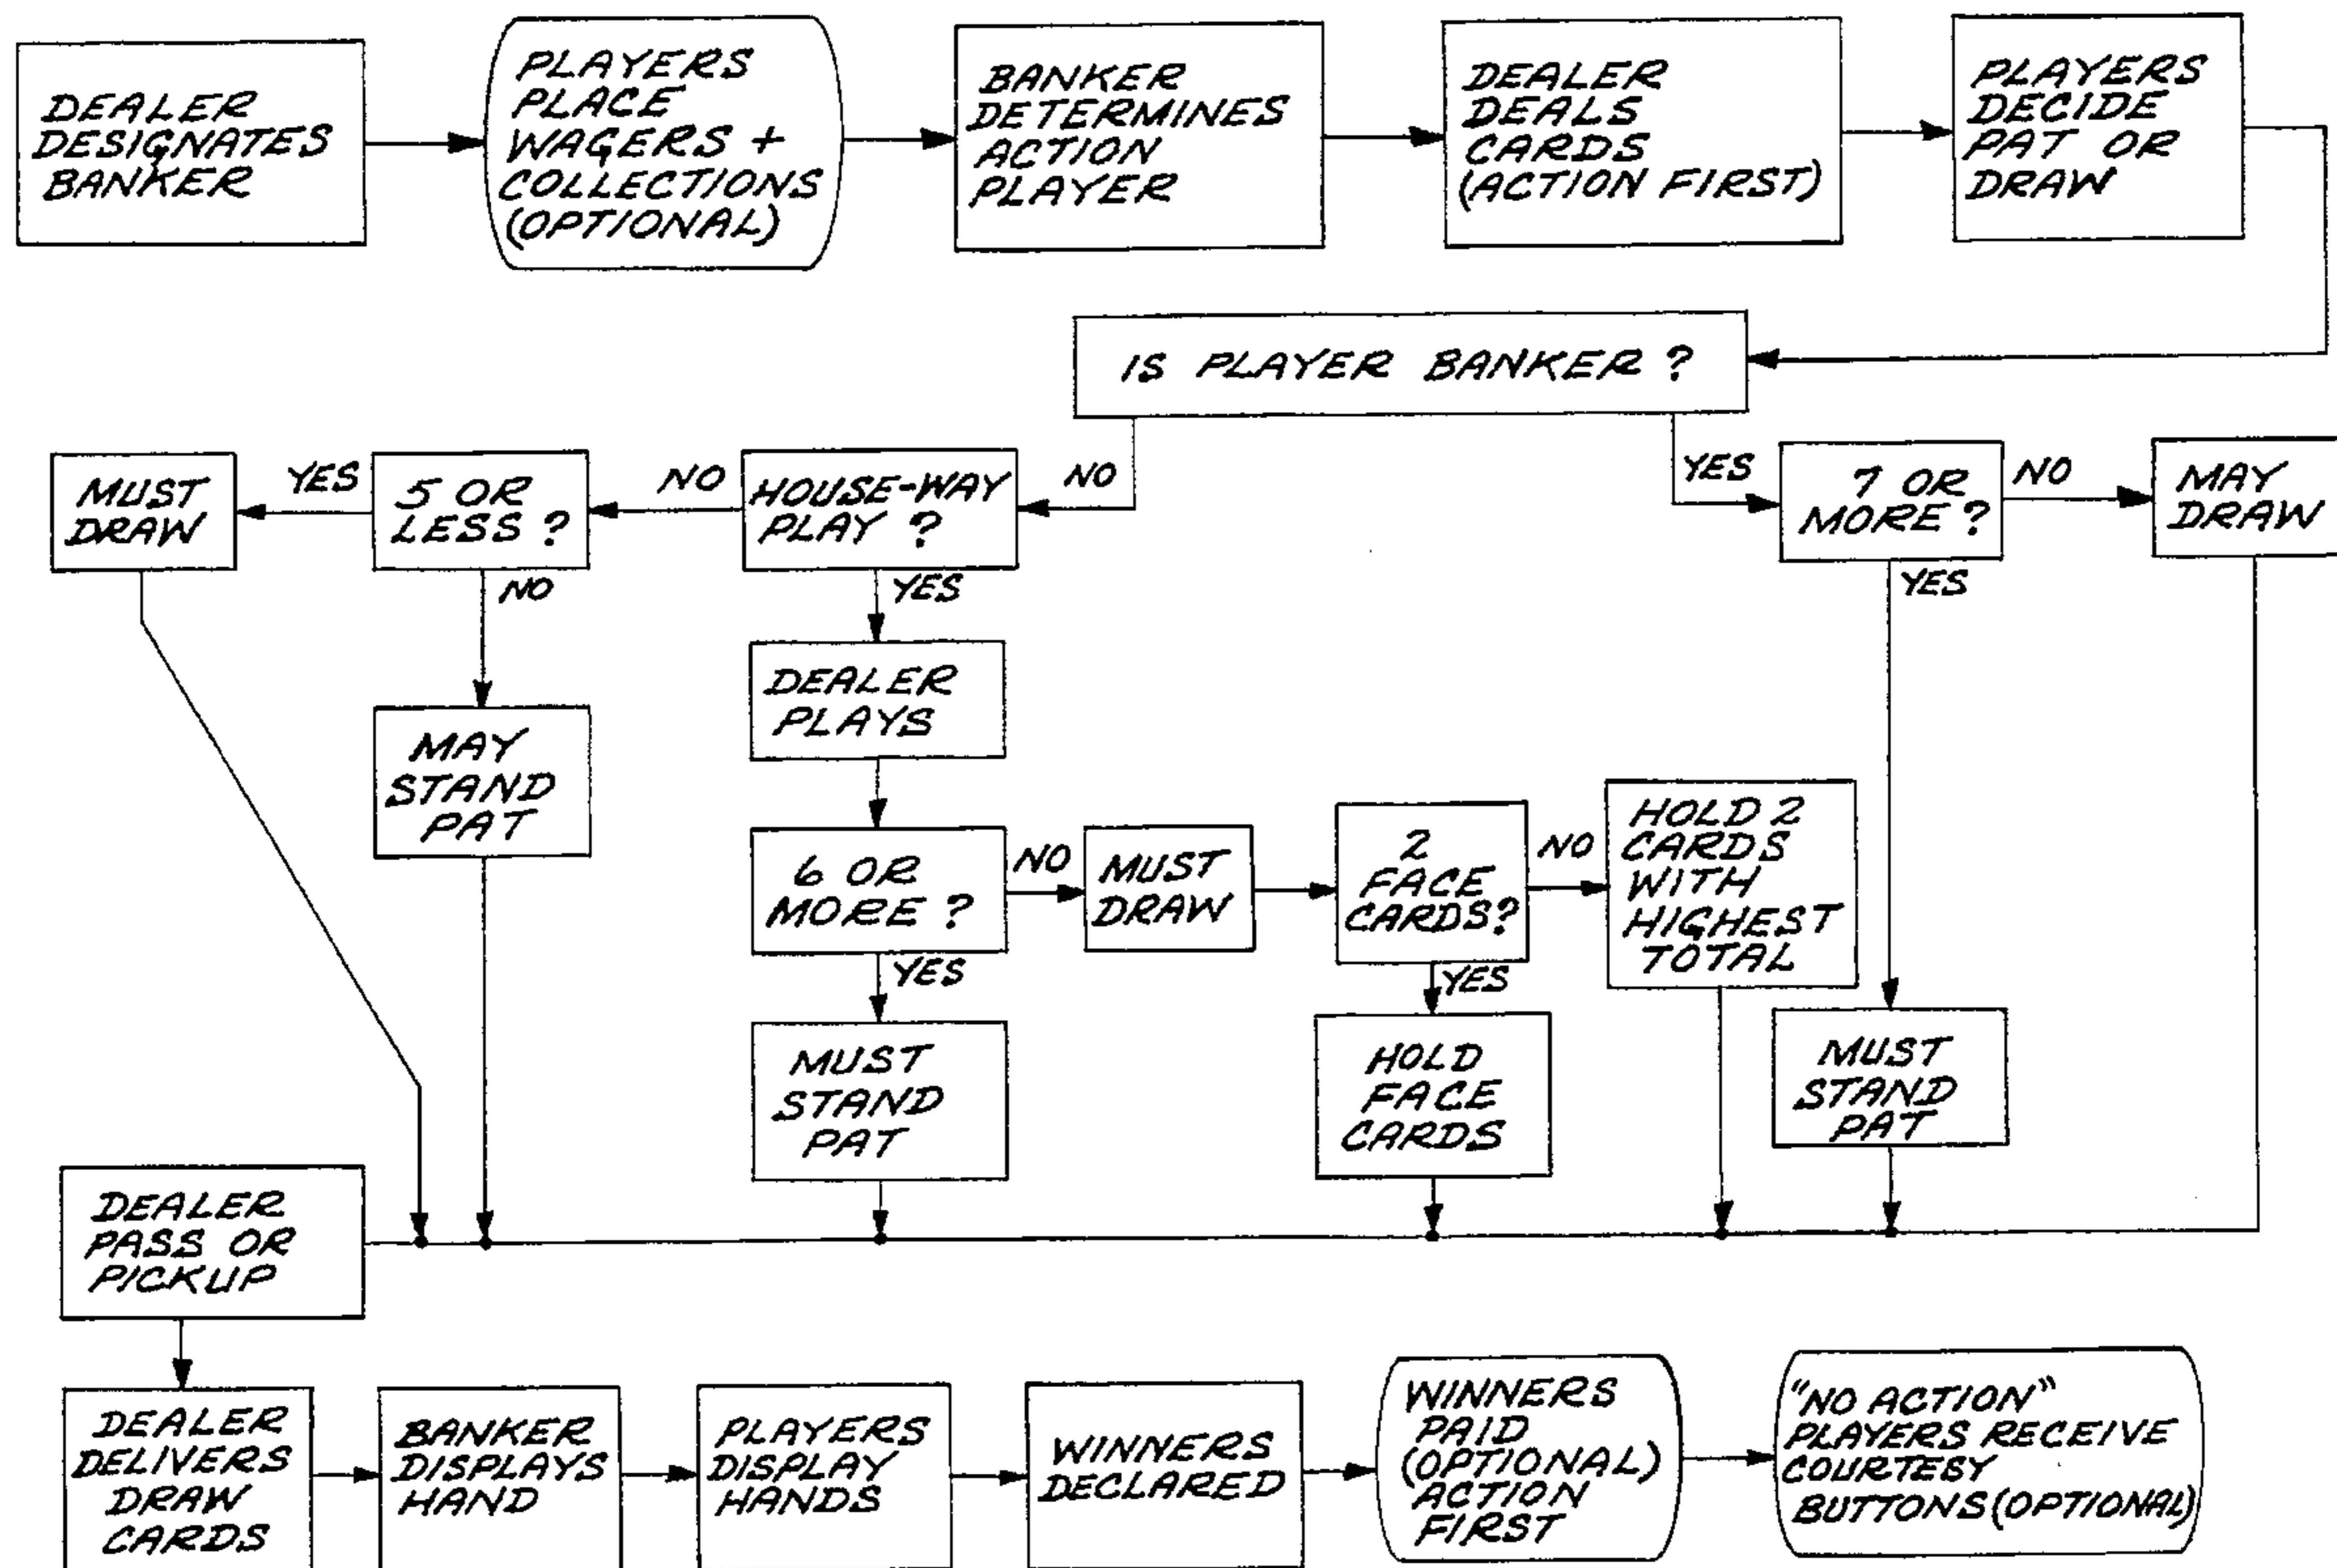 DEALER
DESIGNATES
BANKER
PLAYERS
PLACE
WAGERS +
COLLECTIONS
(OPTIONAL)
BANKER
DETERMINES
ACTION
PLAYER
DEALER
DEALS
CARDS
(ACTION FIRST)
PLAYERS
DECIDE
PAT OR
DRAW
IS PLAYER BANKER ?
MUST
DRAW
YES
5 OR
LESS ?
NO
HOUSE-WAY
PLAY ?
NO
YES
7 OR
MORE ?
NO
MAY
DRAW
NO
YES
YES
DEALER
PLAYS
MAY
STAND
PAT
6 OR
MORE ?
NO
MUST
DRAW
2
FACE
CARDS?
NO
HOLD 2
CARDS
WITH
HIGHEST
TOTAL
YES
YES
MUST
STAND
PAT
HOLD
FACE
CARDS
MUST
STAND
PAT
DEALER
PASS OR
PICKUP
DEALER
DELIVERS
DRAW
CARDS
BANKER
DISPLAYS
HAND
PLAYERS
DISPLAY
HANDS
WINNERS
DECLARED
WINNERS
PAID
(OPTIONAL)
ACTION
FIRST
"NO ACTION"
PLAYERS RECEIVE
COURTESY
BUTTONS (OPTIONAL)